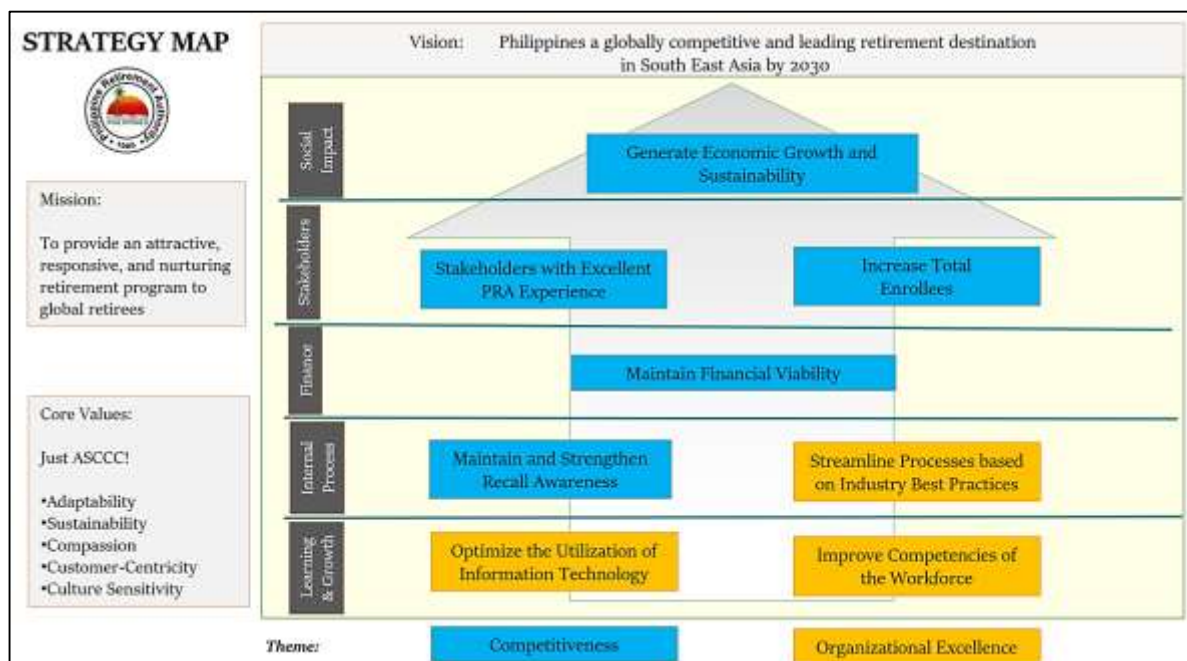 STRATEGY MAP
Philippine Retirement Authority
1985
Mission:
To provide an attractive,
responsive, and nurturing
retirement program to
global retirees
Core Values:
Just ASCCC!
•Adaptability
•Sustainability
•Compassion
•Customer-Centricity
•Culture Sensitivity
Vision: Philippines a globally competitive and leading retirement destination
in South East Asia by 2030
Social
Impact
Generate Economic Growth and
Sustainability
Stakeholders
Stakeholders with Excellent
PRA Experience
Increase Total
Enrollees
Finance
Maintain Financial Viability
Internal
Process
Maintain and Strengthen
Recall Awareness
Streamline Processes based
on Industry Best Practices
Learning
& Growth
Optimize the Utilization of
Information Technology
Improve Competencies of
the Workforce
Theme:
Competitiveness
Organizational Excellence